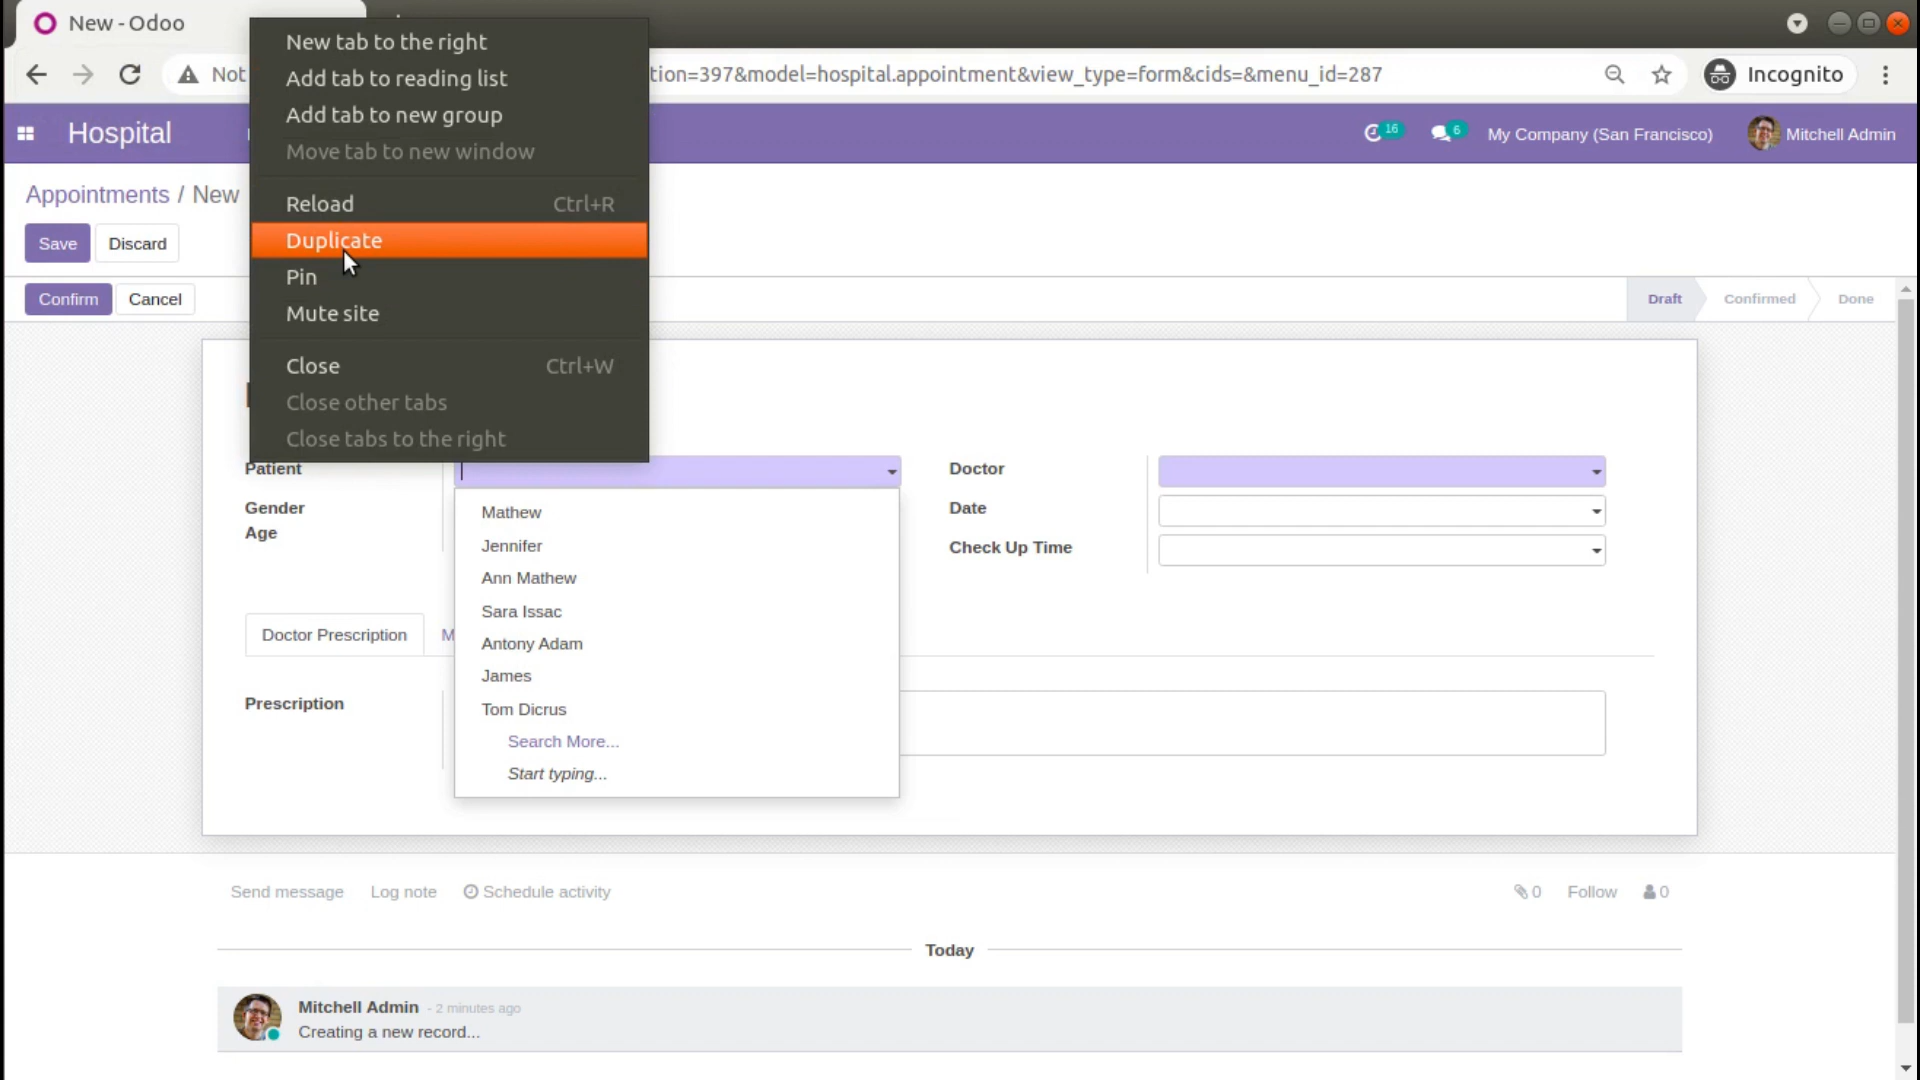 New - Odoo
New tab to the right
Add tab to reading list
Add tab to new group
Move tab to new window
Reload Ctrl+R
Duplicate
Pin
Mute site
Close Ctrl+W
Close other tabs
Close tabs to the right
Not
tion=397&model=hospital.appointment&view_type=form&cids=&menu_id=287
Incognito
Hospital
16
6
My Company (San Francisco)
Mitchell Admin
Appointments / New
Save Discard
Confirm Cancel
Draft Confirmed Done
Patient
Gender
Age
Mathew
Jennifer
Ann Mathew
Sara Issac
Antony Adam
James
Tom Dicrus
Search More...
Start typing...
Doctor
Date
Check Up Time
Doctor Prescription M
Prescription
Send message Log note Schedule activity
0 Follow 0
Today
Mitchell Admin - 2 minutes ago
Creating a new record...